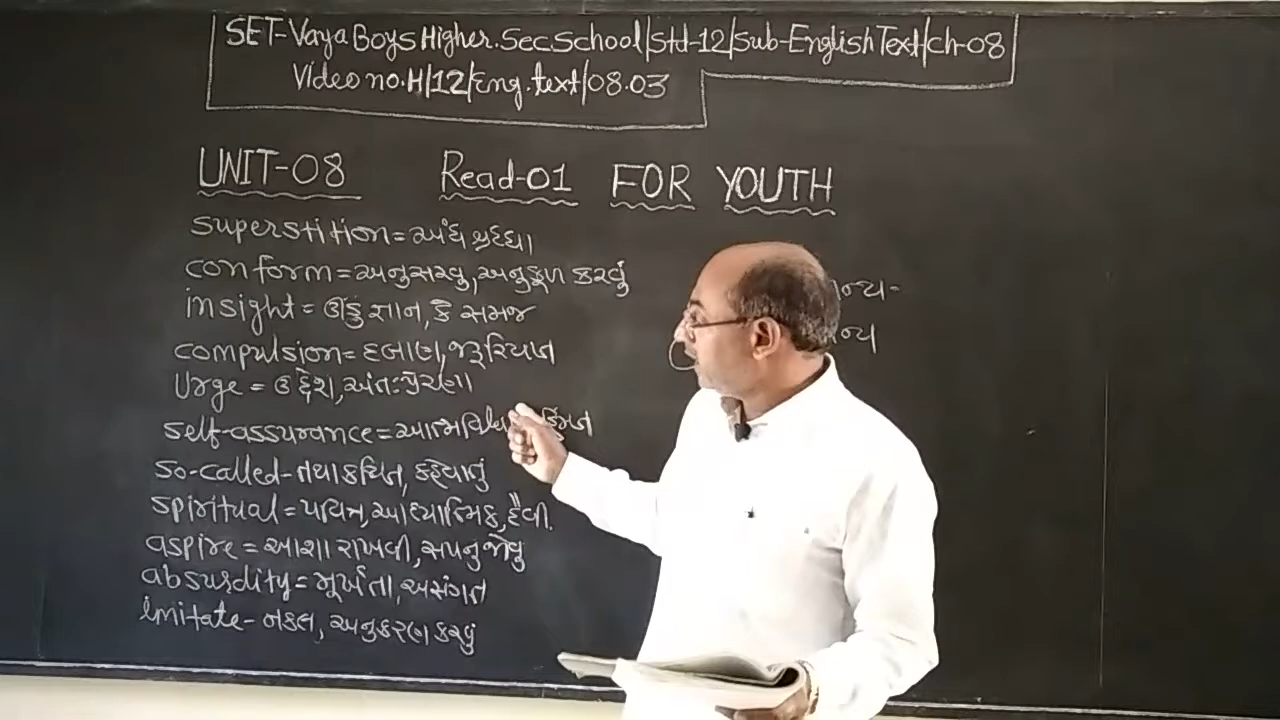 SET-Vaya Boys Higher.Sec.School/Std-12/Sub-English Text/ch-08
Video no.H/12/Eng.text/08.03
UNIT-08 Read-01 FOR YOUTH
superstition=અંધ શ્રદ્ધા
conform=અનુસરવુ,અનુકૂળ કરવું
insight=ઊંડુ જ્ઞાન, કે સમજ
compulsion=દબાણ,જરૂરિયાત
Urge=ઉદ્દેશ,અંતઃપ્રેરણા
self-assurance=
so-called-તથાકથિત, કહેવાનું
spiritual=પવિત્ર,આધ્યાત્મિક,દૈવી.
aspire=આશા રાખવી,સપનુ જોવુ
absurdity=મૂર્ખતા,અસંગત
imitate-નકલ, અનુકરણ કરવું